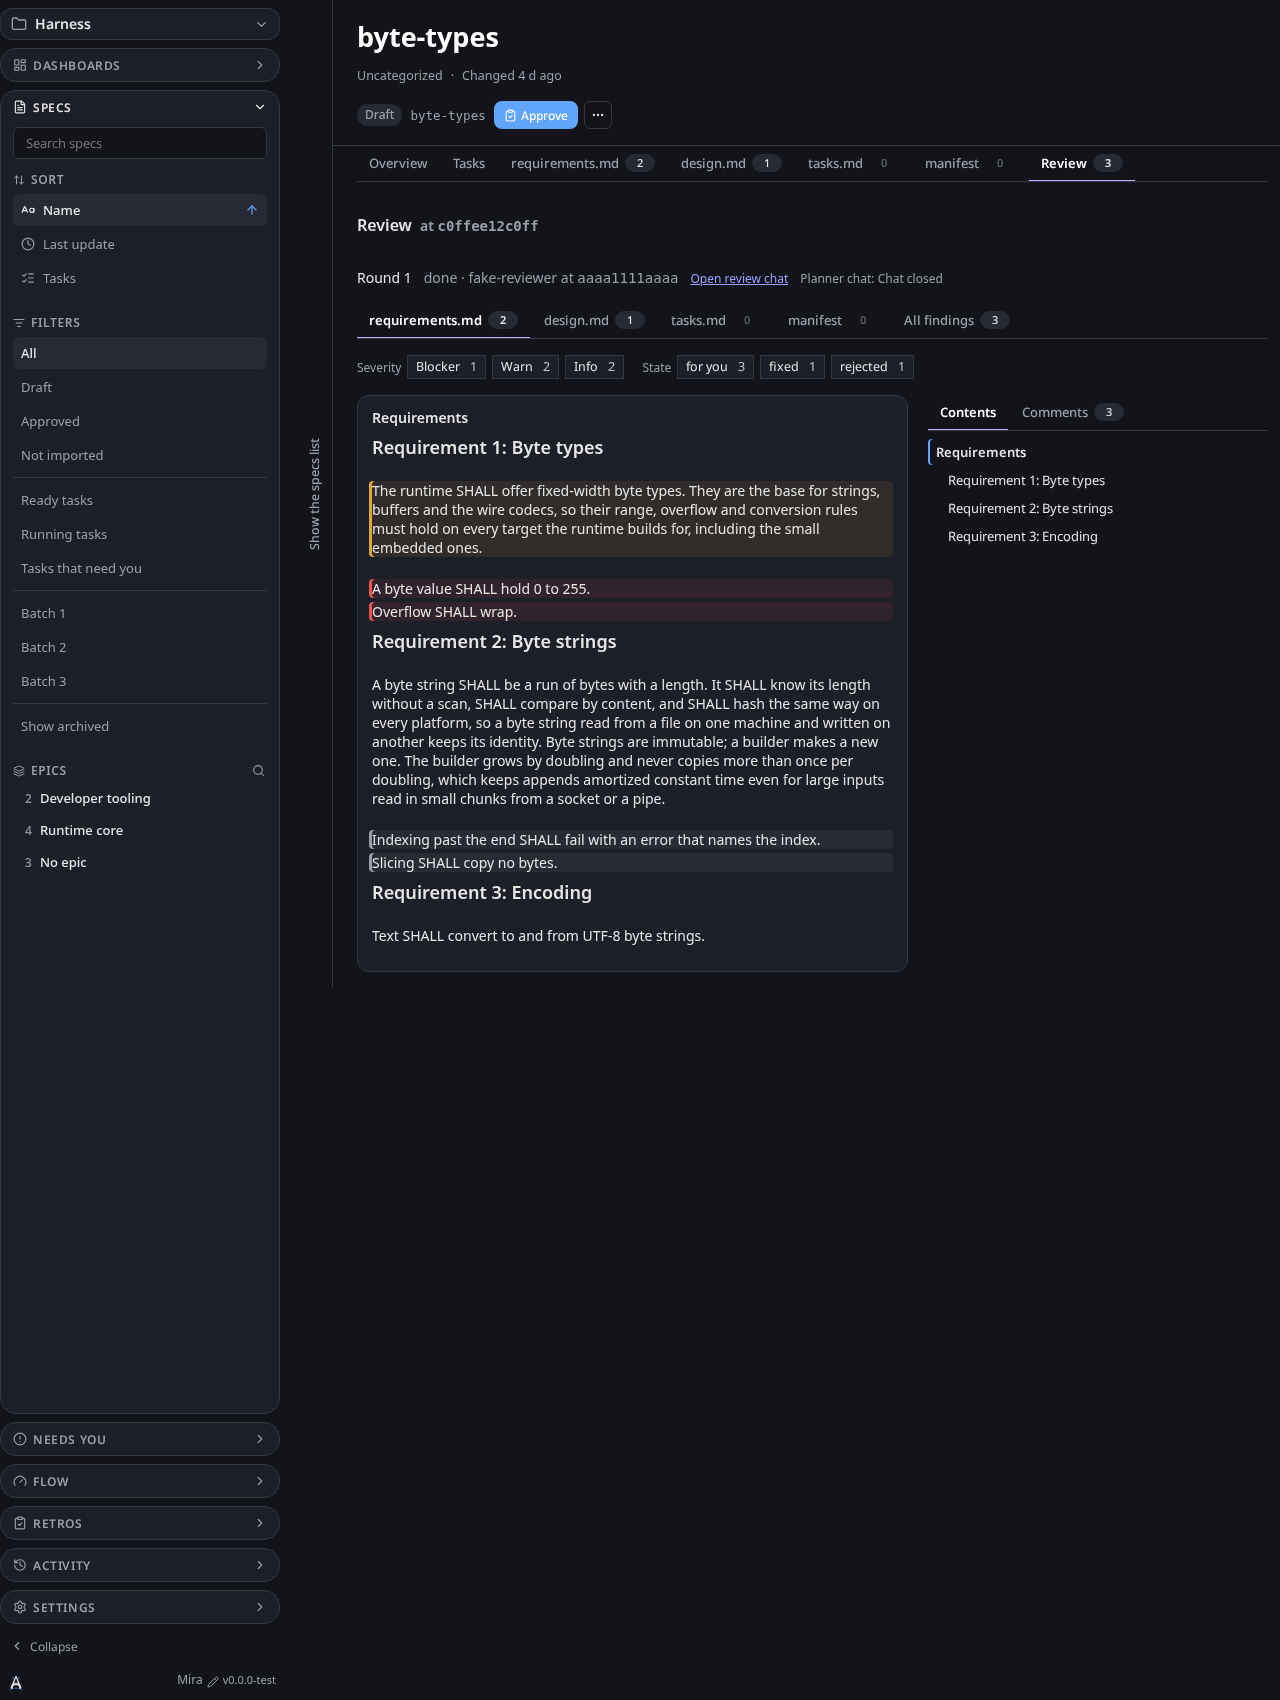 Harness
DASHBOARDS
SPECS
Search specs
SORT
Aa Name
Last update
Tasks
FILTERS
All
Draft
Approved
Not imported
Ready tasks
Running tasks
Tasks that need you
Batch 1
Batch 2
Batch 3
Show archived
EPICS
2 Developer tooling
4 Runtime core
3 No epic
NEEDS YOU
FLOW
RETROS
ACTIVITY
SETTINGS
Collapse
A
Mira v0.0.0-test
Show the specs list
byte-types
Uncategorized · Changed 4 d ago
Draft byte-types Approve ···
Overview Tasks requirements.md 2 design.md 1 tasks.md 0 manifest 0 Review 3
Review at c0ffee12c0ff
Round 1 done · fake-reviewer at aaaa1111aaaa Open review chat Planner chat: Chat closed
requirements.md 2 design.md 1 tasks.md 0 manifest 0 All findings 3
Severity Blocker 1 Warn 2 Info 2 State for you 3 fixed 1 rejected 1
Requirements
Requirement 1: Byte types
The runtime SHALL offer fixed-width byte types. They are the base for strings,
buffers and the wire codecs, so their range, overflow and conversion rules
must hold on every target the runtime builds for, including the small
embedded ones.
A byte value SHALL hold 0 to 255.
Overflow SHALL wrap.
Requirement 2: Byte strings
A byte string SHALL be a run of bytes with a length. It SHALL know its length
without a scan, SHALL compare by content, and SHALL hash the same way on
every platform, so a byte string read from a file on one machine and written on
another keeps its identity. Byte strings are immutable; a builder makes a new
one. The builder grows by doubling and never copies more than once per
doubling, which keeps appends amortized constant time even for large inputs
read in small chunks from a socket or a pipe.
Indexing past the end SHALL fail with an error that names the index.
Slicing SHALL copy no bytes.
Requirement 3: Encoding
Text SHALL convert to and from UTF-8 byte strings.
Contents Comments 3
Requirements
Requirement 1: Byte types
Requirement 2: Byte strings
Requirement 3: Encoding